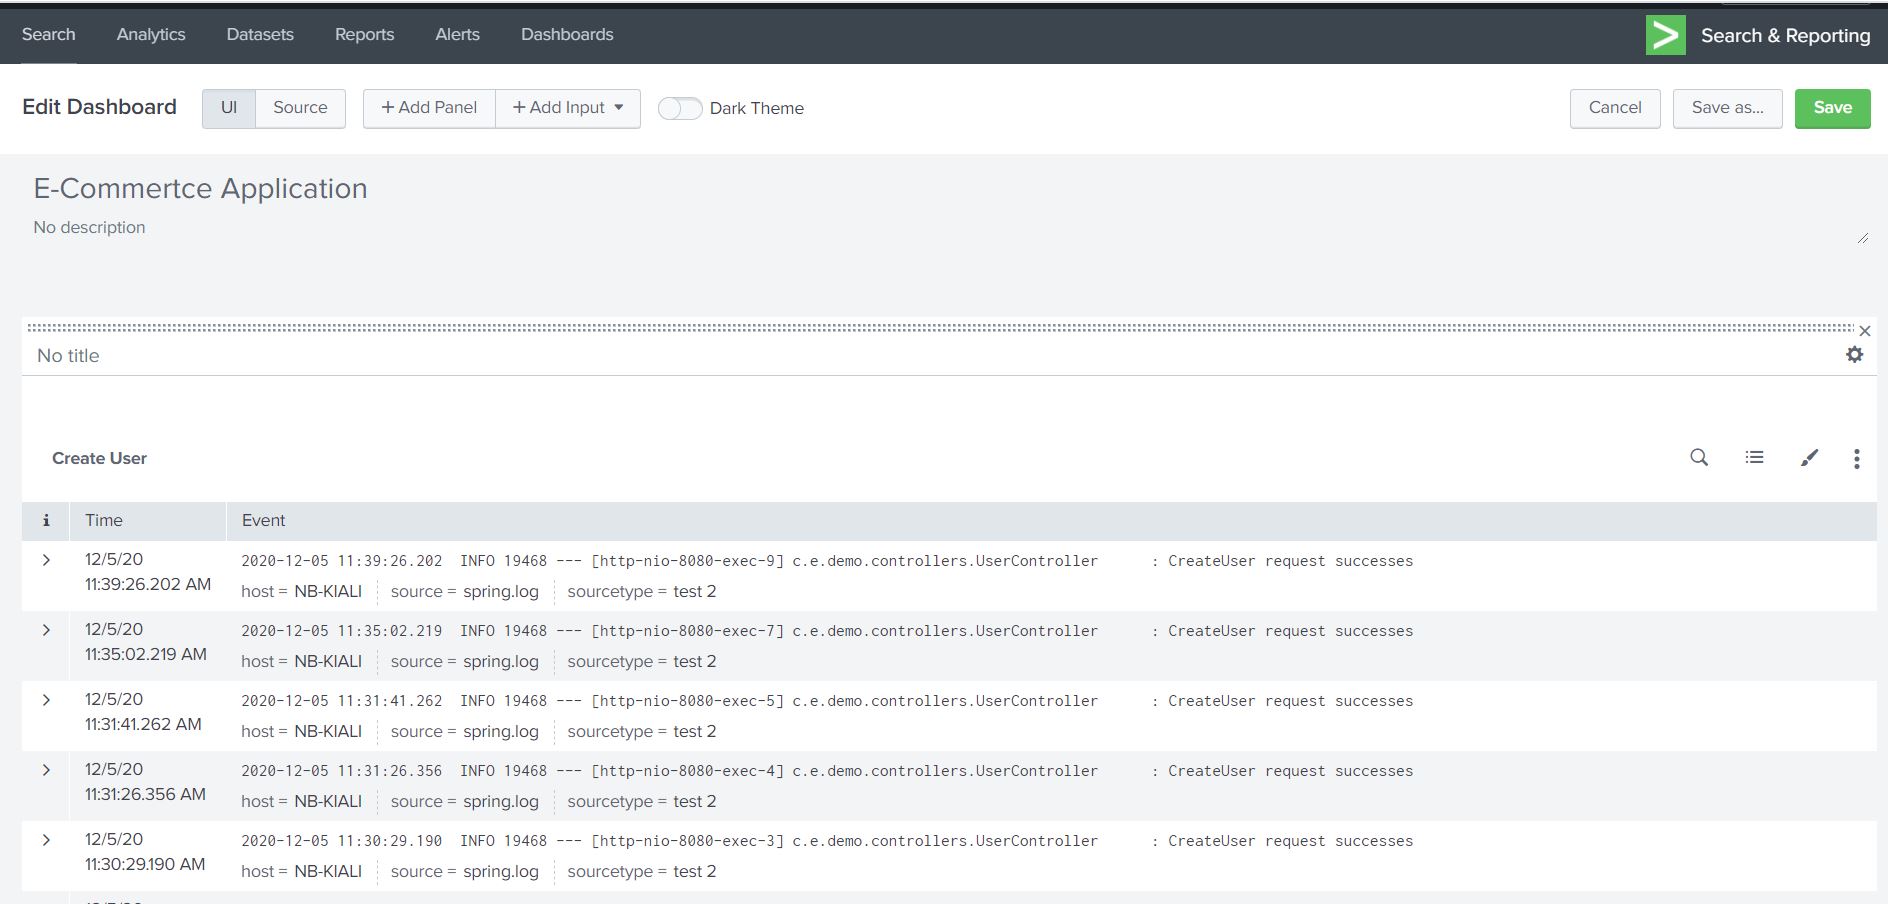 Search Analytics Datasets Reports Alerts Dashboards > Search & Reporting
Edit Dashboard UI Source + Add Panel + Add Input Dark Theme Cancel Save as... Save
E-Commertce Application
No description
No title
Create User
i Time Event
12/5/20 2020-12-05 11:39:26.202 INFO 19468 --- [http-nio-8080-exec-9] c.e.demo.controllers.UserController : CreateUser request successes
11:39:26.202 AM host = NB-KIALI source = spring.log sourcetype = test 2
12/5/20 2020-12-05 11:35:02.219 INFO 19468 --- [http-nio-8080-exec-7] c.e.demo.controllers.UserController : CreateUser request successes
11:35:02.219 AM host = NB-KIALI source = spring.log sourcetype = test 2
12/5/20 2020-12-05 11:31:41.262 INFO 19468 --- [http-nio-8080-exec-5] c.e.demo.controllers.UserController : CreateUser request successes
11:31:41.262 AM host = NB-KIALI source = spring.log sourcetype = test 2
12/5/20 2020-12-05 11:31:26.356 INFO 19468 --- [http-nio-8080-exec-4] c.e.demo.controllers.UserController : CreateUser request successes
11:31:26.356 AM host = NB-KIALI source = spring.log sourcetype = test 2
12/5/20 2020-12-05 11:30:29.190 INFO 19468 --- [http-nio-8080-exec-3] c.e.demo.controllers.UserController : CreateUser request successes
11:30:29.190 AM host = NB-KIALI source = spring.log sourcetype = test 2